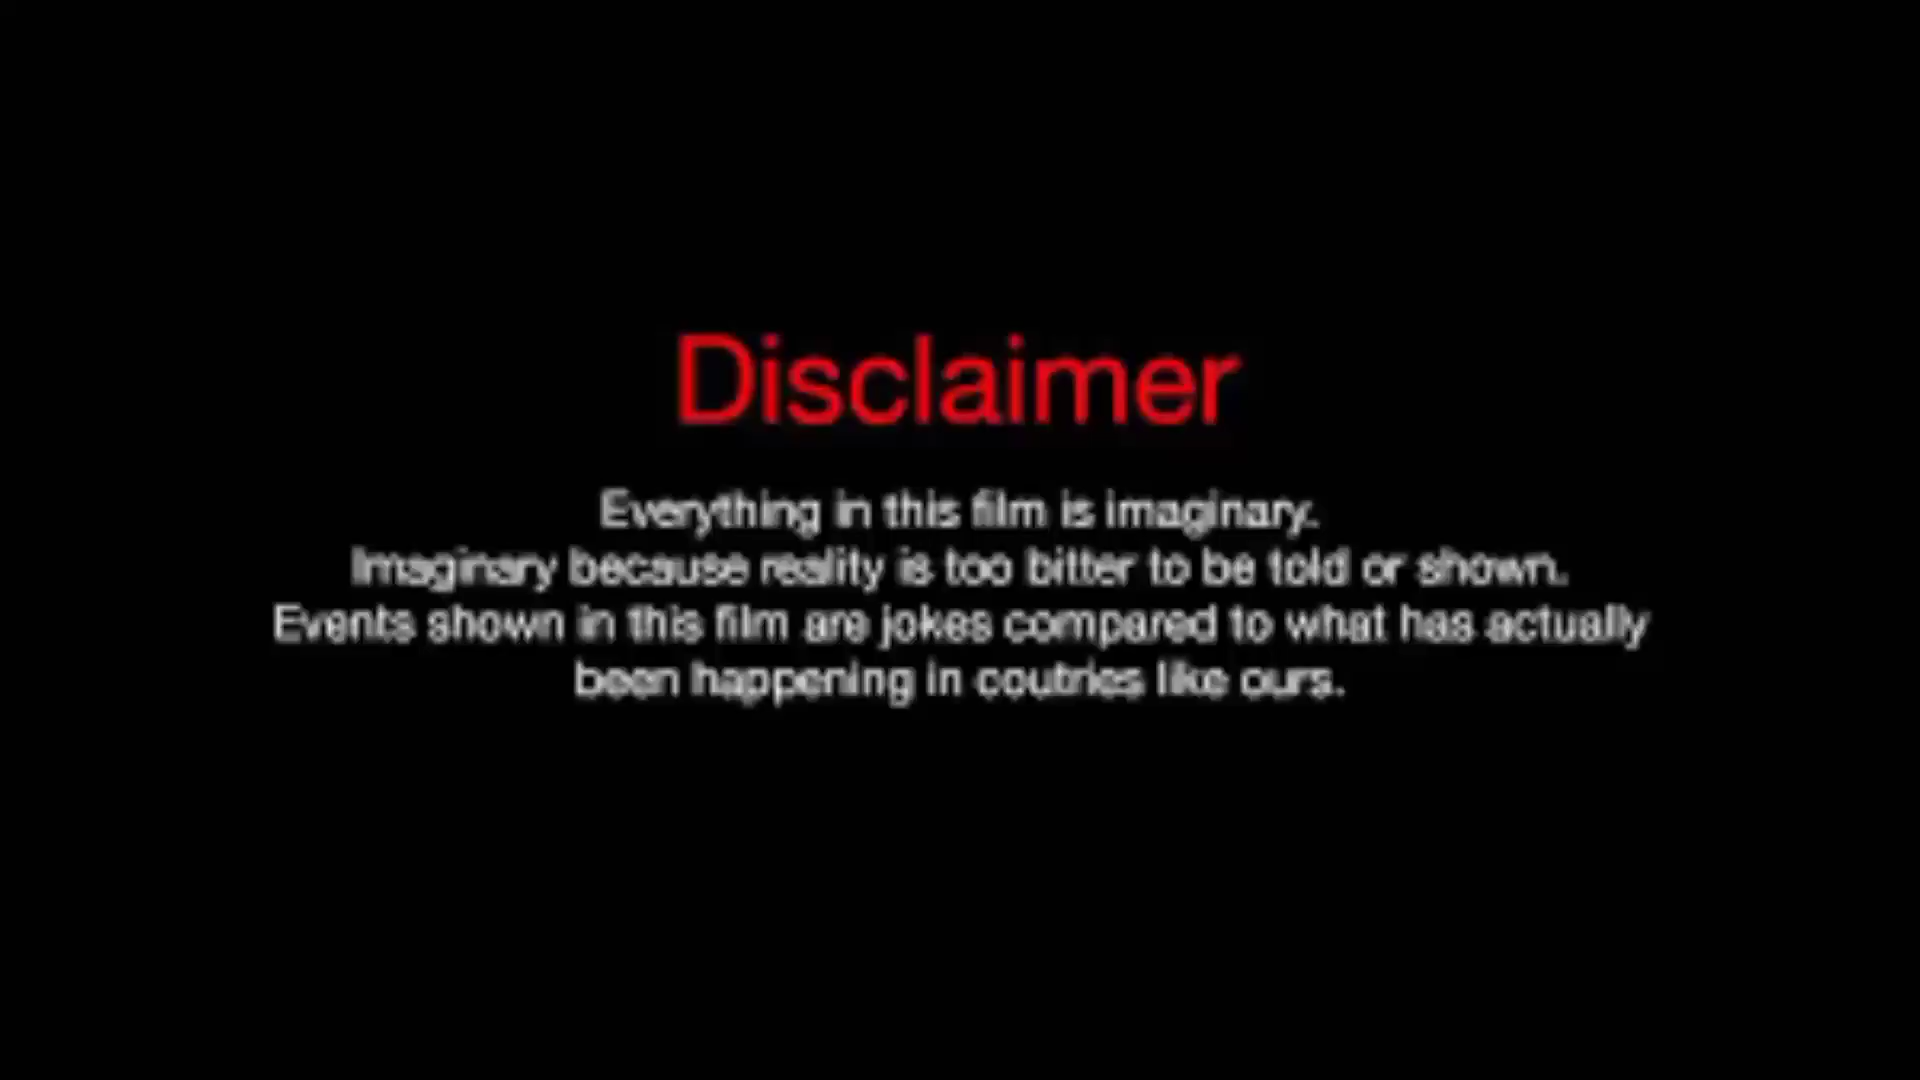 Disclaimer
Everything in this film is imaginary.
Imaginary because reality is too bitter to be told or shown.
Events shown in this film are jokes compared to what has actually
been happening in coutries like ours.